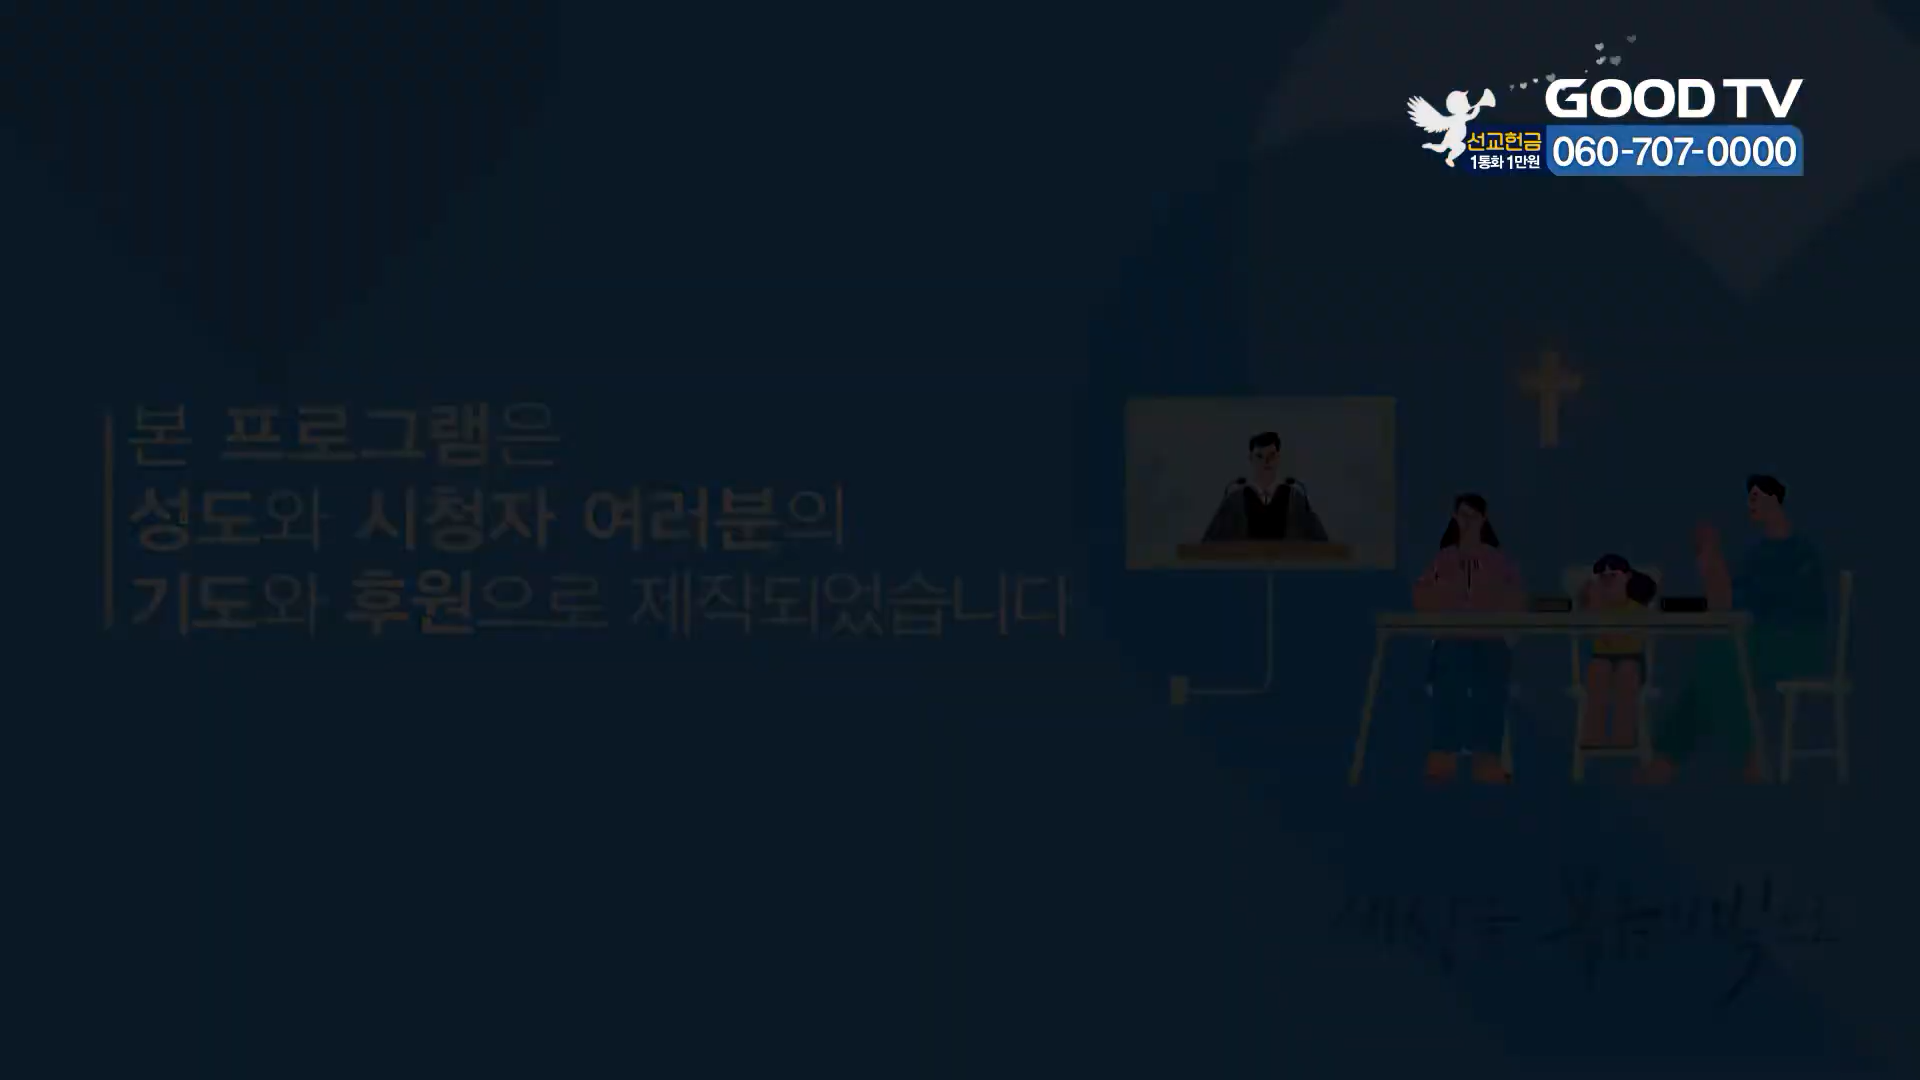 GOOD TV
선교헌금
1통화 1만원
060-707-0000
본 프로그램은
성도와 시청자 여러분의
기도와 후원으로 제작되었습니다